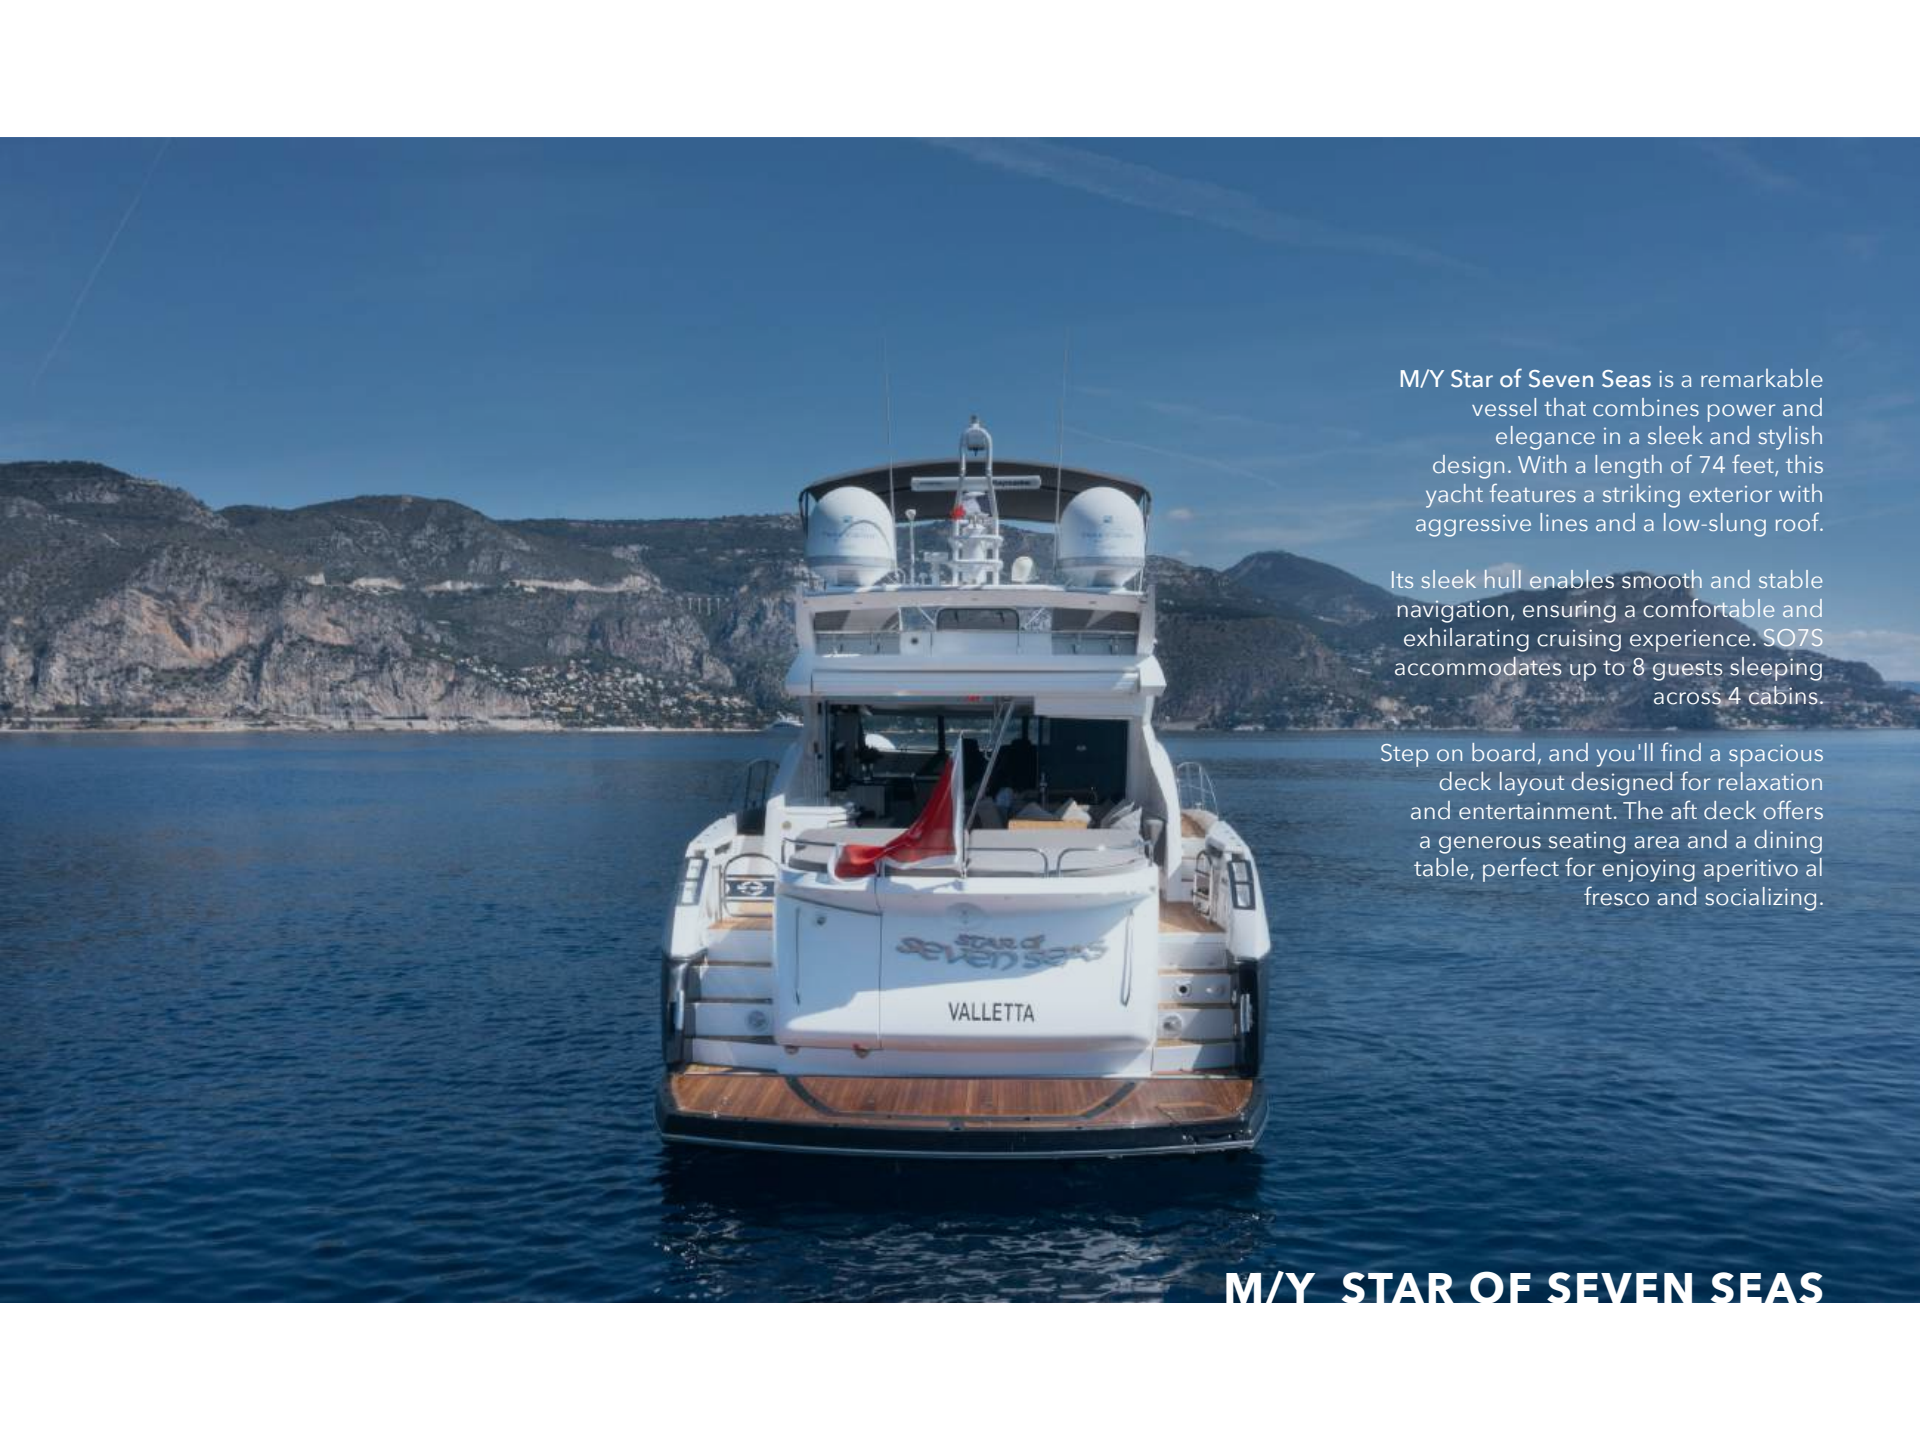 M/Y Star of Seven Seas is a remarkable
vessel that combines power and
elegance in a sleek and stylish
design. With a length of 74 feet, this
yacht features a striking exterior with
aggressive lines and a low-slung roof.
Its sleek hull enables smooth and stable
navigation, ensuring a comfortable and
exhilarating cruising experience. SO7S
accommodates up to 8 guests sleeping
across 4 cabins.
Step on board, and you'll find a spacious
deck layout designed for relaxation
and entertainment. The aft deck offers
a generous seating area and a dining
table, perfect for enjoying aperitivo al
fresco and socializing.
STAR of
SEVEN SEAS
VALLETTA
M/Y STAR OF SEVEN SEAS